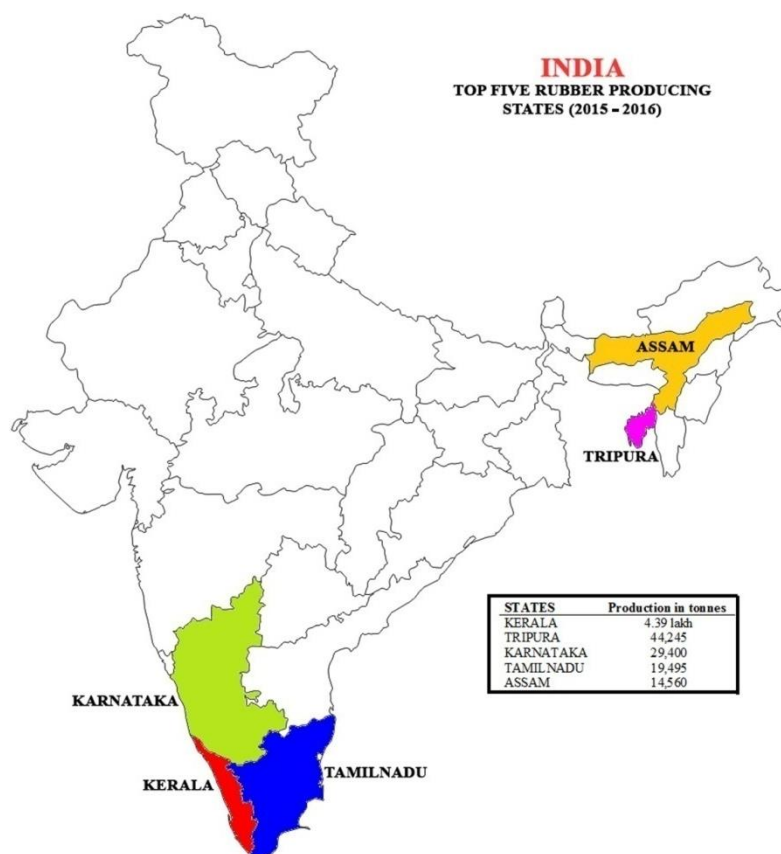 INDIA
TOP FIVE RUBBER PRODUCING
STATES (2015 – 2016)
ASSAM
TRIPURA
STATES Production in tonnes
KERALA 4.39 lakh
TRIPURA 44,245
KARNATAKA 29,400
TAMILNADU 19,495
ASSAM 14,560
KARNATAKA
TAMILNADU
KERALA